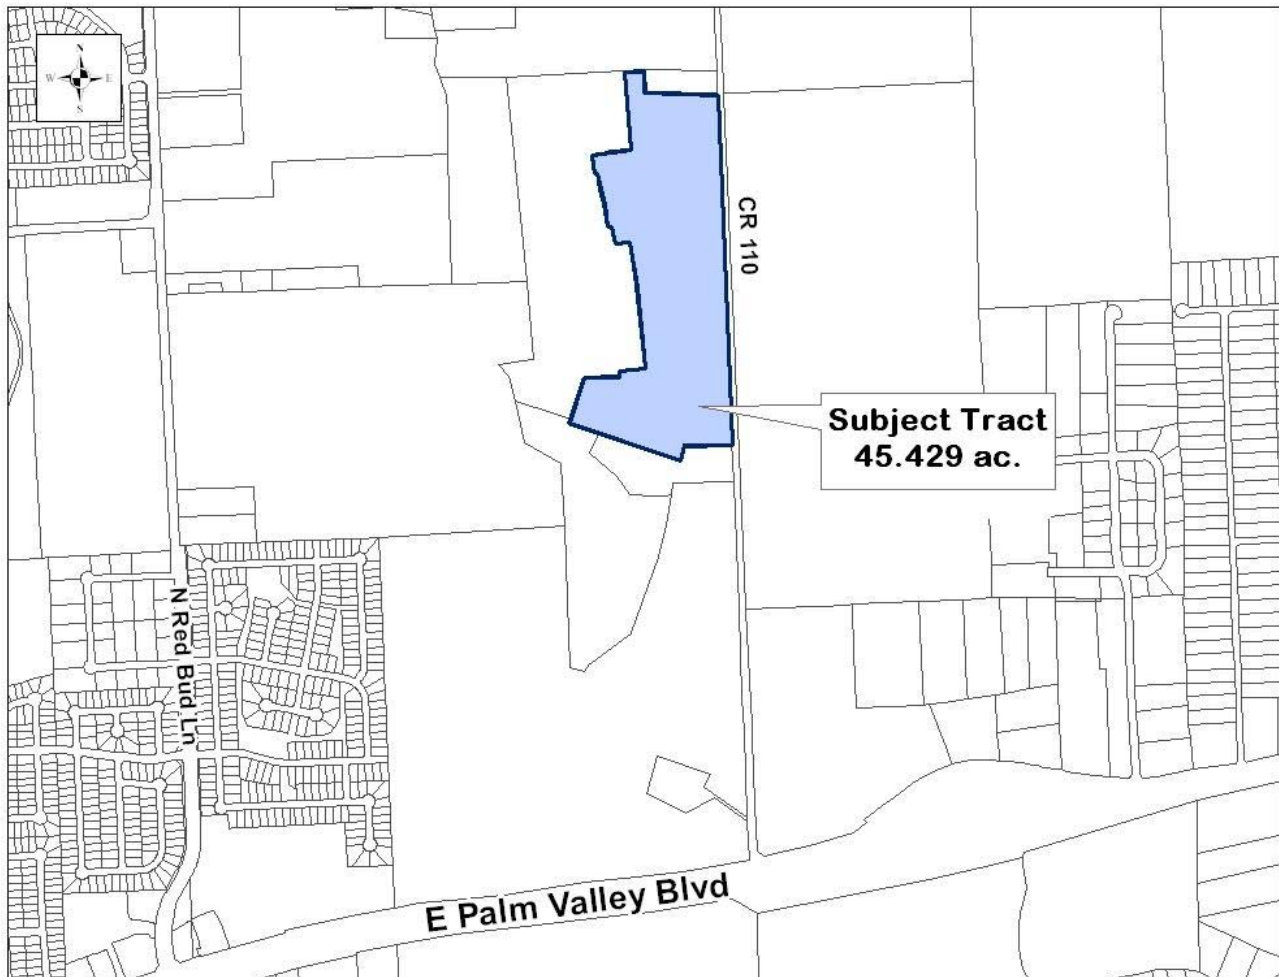 N
W E
S
CR 110
Subject Tract
45.429 ac.
N Red Bud Ln
E Palm Valley Blvd